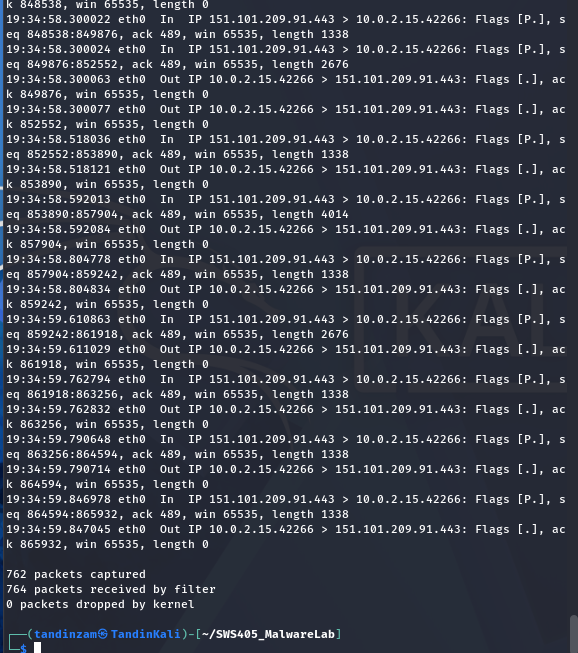 k 848538, win 65535, length 0
19:34:58.300022 eth0  In  IP 151.101.209.91.443 > 10.0.2.15.42266: Flags [P.], s
eq 848538:849876, ack 489, win 65535, length 1338
19:34:58.300024 eth0  In  IP 151.101.209.91.443 > 10.0.2.15.42266: Flags [P.], s
eq 849876:852552, ack 489, win 65535, length 2676
19:34:58.300063 eth0  Out IP 10.0.2.15.42266 > 151.101.209.91.443: Flags [.], ac
k 849876, win 65535, length 0
19:34:58.300077 eth0  Out IP 10.0.2.15.42266 > 151.101.209.91.443: Flags [.], ac
k 852552, win 65535, length 0
19:34:58.518036 eth0  In  IP 151.101.209.91.443 > 10.0.2.15.42266: Flags [P.], s
eq 852552:853890, ack 489, win 65535, length 1338
19:34:58.518121 eth0  Out IP 10.0.2.15.42266 > 151.101.209.91.443: Flags [.], ac
k 853890, win 65535, length 0
19:34:58.592013 eth0  In  IP 151.101.209.91.443 > 10.0.2.15.42266: Flags [P.], s
eq 853890:857904, ack 489, win 65535, length 4014
19:34:58.592084 eth0  Out IP 10.0.2.15.42266 > 151.101.209.91.443: Flags [.], ac
k 857904, win 65535, length 0
19:34:58.804778 eth0  In  IP 151.101.209.91.443 > 10.0.2.15.42266: Flags [P.], s
eq 857904:859242, ack 489, win 65535, length 1338
19:34:58.804834 eth0  Out IP 10.0.2.15.42266 > 151.101.209.91.443: Flags [.], ac
k 859242, win 65535, length 0
19:34:59.610863 eth0  In  IP 151.101.209.91.443 > 10.0.2.15.42266: Flags [P.], s
eq 859242:861918, ack 489, win 65535, length 2676
19:34:59.611029 eth0  Out IP 10.0.2.15.42266 > 151.101.209.91.443: Flags [.], ac
k 861918, win 65535, length 0
19:34:59.762794 eth0  In  IP 151.101.209.91.443 > 10.0.2.15.42266: Flags [P.], s
eq 861918:863256, ack 489, win 65535, length 1338
19:34:59.762832 eth0  Out IP 10.0.2.15.42266 > 151.101.209.91.443: Flags [.], ac
k 863256, win 65535, length 0
19:34:59.790648 eth0  In  IP 151.101.209.91.443 > 10.0.2.15.42266: Flags [P.], s
eq 863256:864594, ack 489, win 65535, length 1338
19:34:59.790714 eth0  Out IP 10.0.2.15.42266 > 151.101.209.91.443: Flags [.], ac
k 864594, win 65535, length 0
19:34:59.846978 eth0  In  IP 151.101.209.91.443 > 10.0.2.15.42266: Flags [P.], s
eq 864594:865932, ack 489, win 65535, length 1338
19:34:59.847045 eth0  Out IP 10.0.2.15.42266 > 151.101.209.91.443: Flags [.], ac
k 865932, win 65535, length 0
762 packets captured
764 packets received by filter
0 packets dropped by kernel
┌──(tandinzam㉿TandinKali)-[~/SWS405_MalwareLab]
└─$
KAL